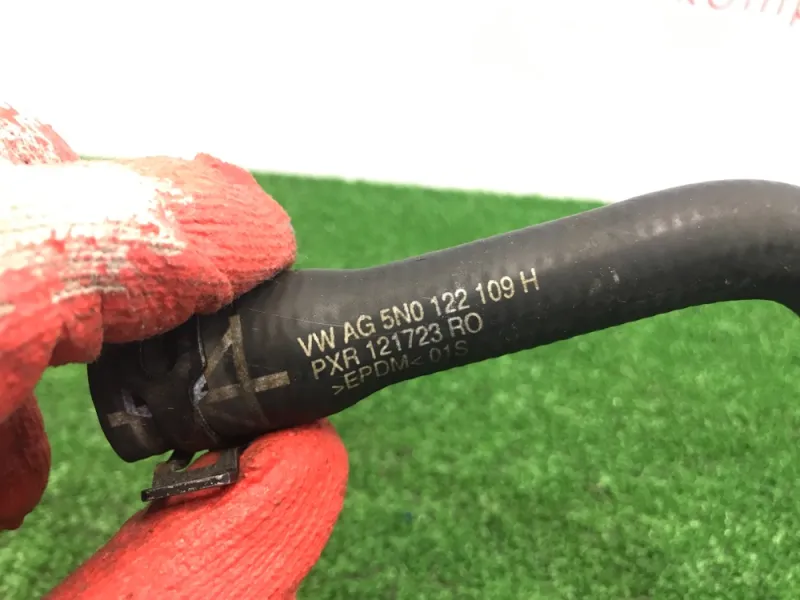 VW AG 5N0 122 109 H
PXR 121723 RO
>EPDM< 01S